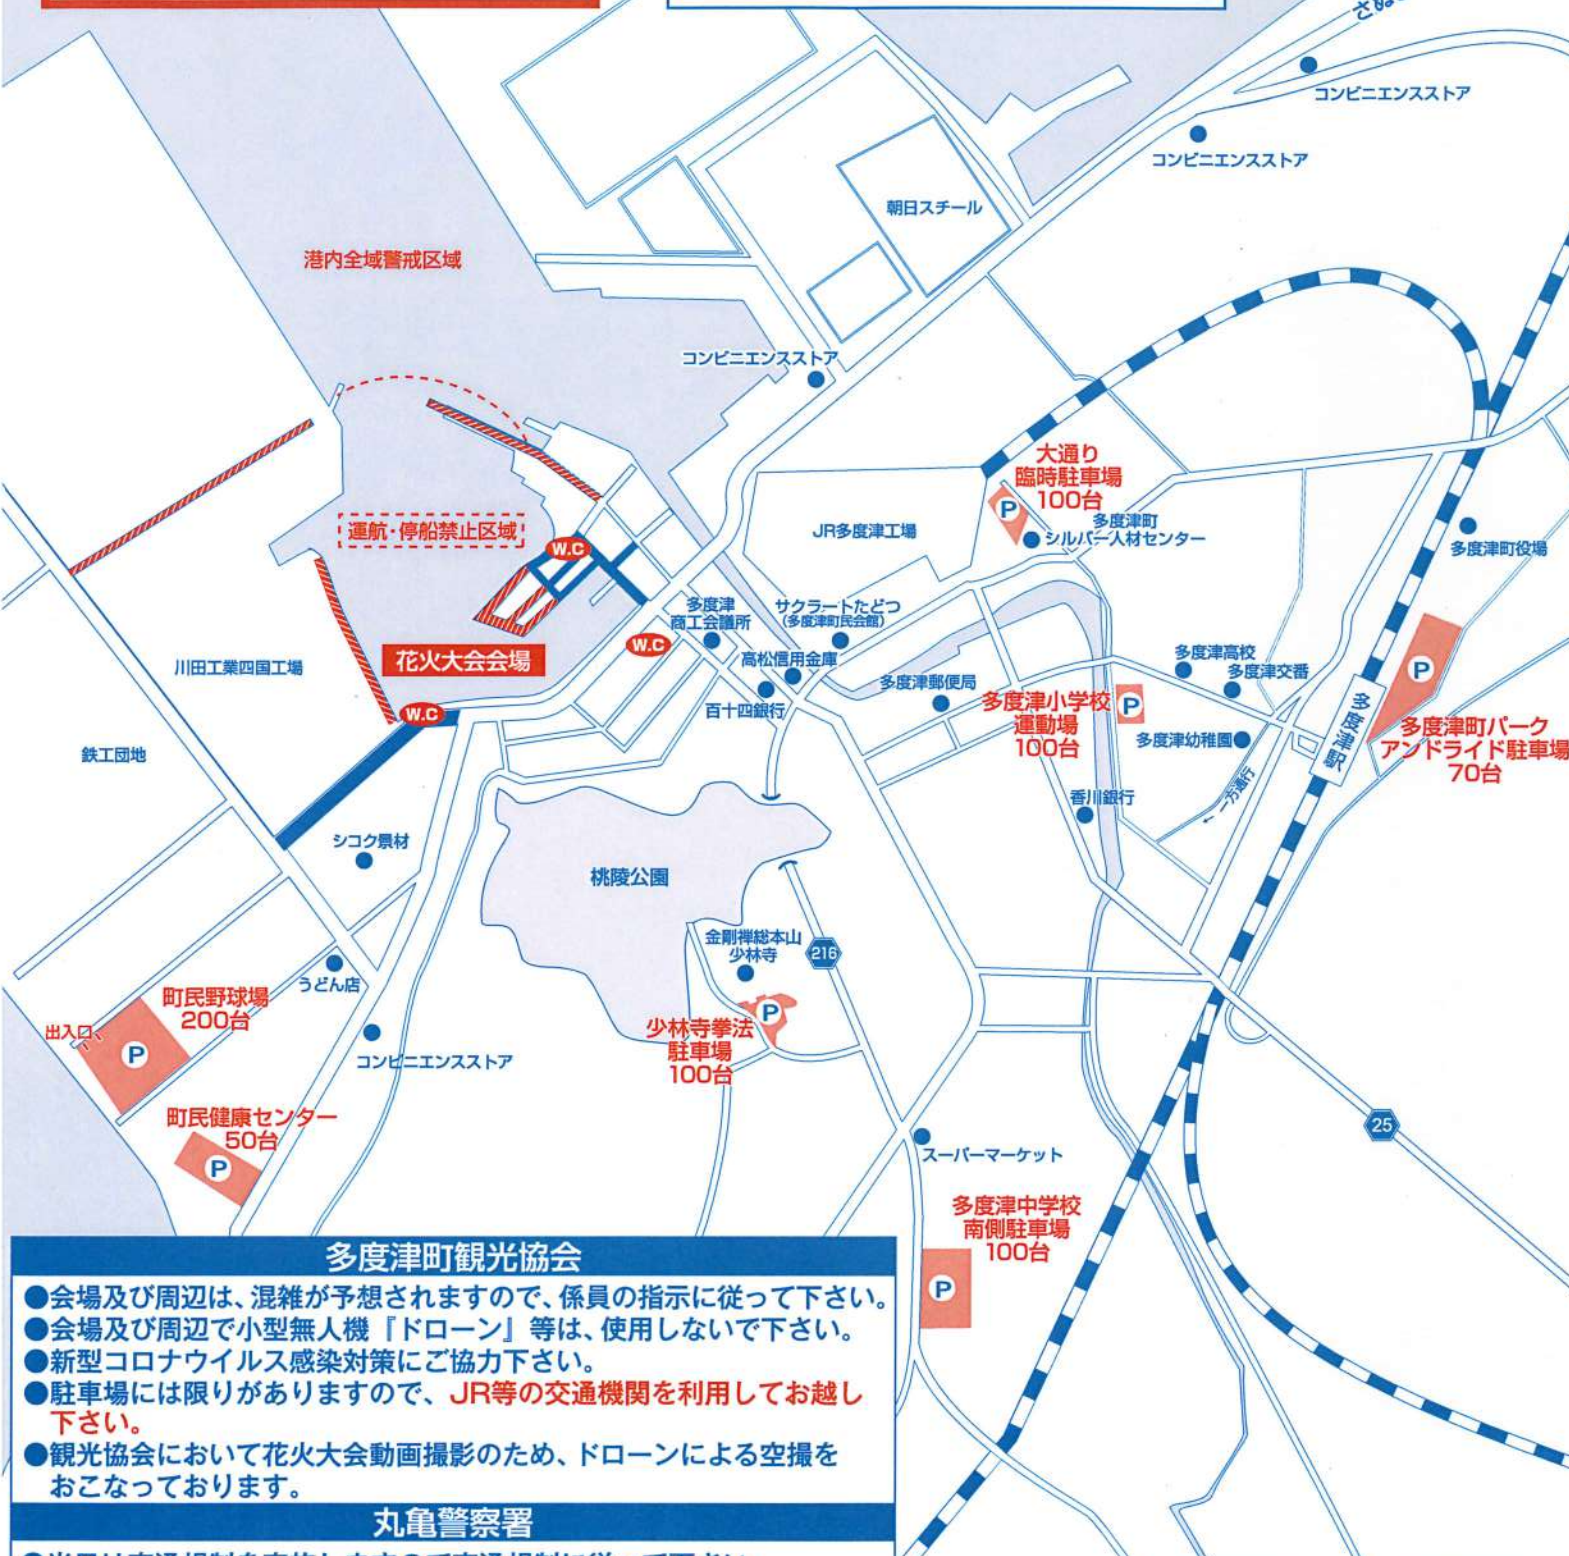 さぬき
コンビニエンスストア
コンビニエンスストア
朝日スチール
港内全域警戒区域
コンビニエンスストア
大通り
臨時駐車場
100台
P
多度津町
シルバー人材センター
JR多度津工場
多度津町役場
運航・停船禁止区域
W.C
多度津
商工会議所
サクラートたどつ
(多度津町民会館)
W.C
花火大会会場
高松信用金庫
百十四銀行
川田工業四国工場
W.C
鉄工団地
多度津郵便局
多度津高校
多度津交番
多度津小学校
運動場
100台
P
多度津幼稚園
多度津駅
P
多度津町パーク
アンドライド駐車場
70台
←一方通行
香川銀行
シコク景材
桃陵公園
金剛禅総本山
少林寺
216
うどん店
町民野球場
200台
出入口
P
コンビニエンスストア
少林寺拳法
駐車場
100台
P
町民健康センター
50台
P
25
スーパーマーケット
多度津中学校
南側駐車場
100台
P
多度津町観光協会
●会場及び周辺は、混雑が予想されますので、係員の指示に従って下さい。
●会場及び周辺で小型無人機『ドローン』等は、使用しないで下さい。
●新型コロナウイルス感染対策にご協力下さい。
●駐車場には限りがありますので、JR等の交通機関を利用してお越し
下さい。
●観光協会において花火大会動画撮影のため、ドローンによる空撮を
おこなっております。
丸亀警察署